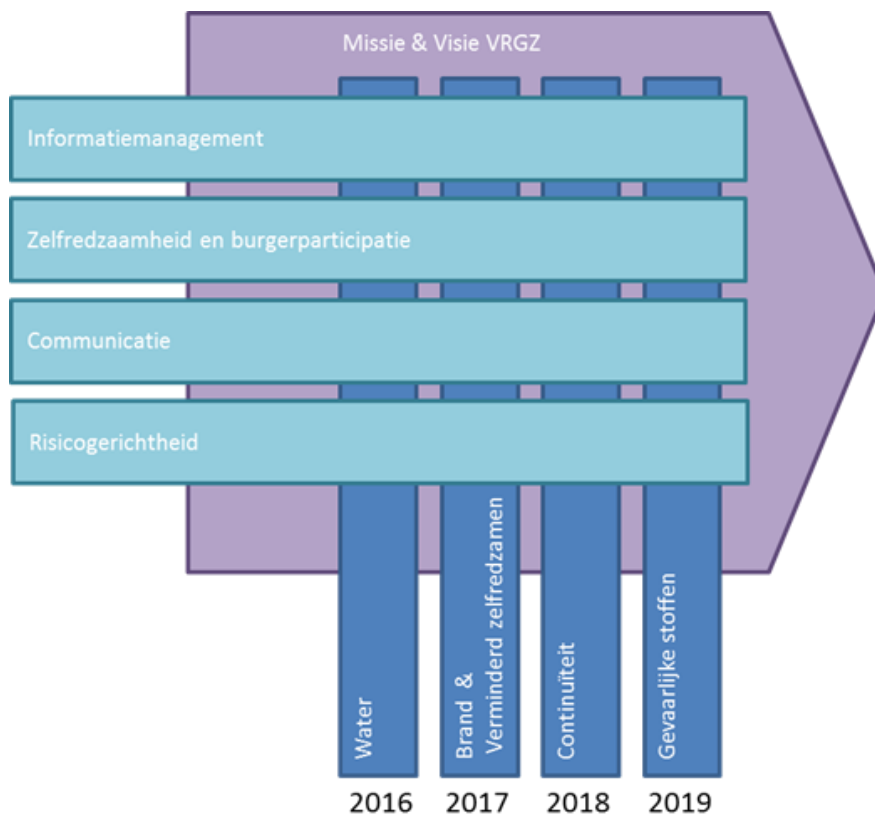 Missie & Visie VRGZ
Informatiemanagement
Zelfredzaamheid en burgerparticipatie
Communicatie
Risicogerichtheid
Water
Brand &
Verminderd zelfredzamen
Continuïteit
Gevaarlijke stoffen
2016
2017
2018
2019